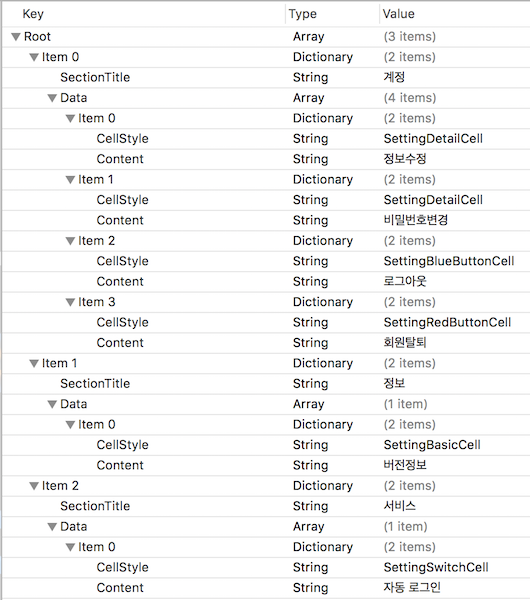 Key Type Value
Root Array (3 items)
Item 0 Dictionary (2 items)
SectionTitle String 계정
Data Array (4 items)
Item 0 Dictionary (2 items)
CellStyle String SettingDetailCell
Content String 정보수정
Item 1 Dictionary (2 items)
CellStyle String SettingDetailCell
Content String 비밀번호변경
Item 2 Dictionary (2 items)
CellStyle String SettingBlueButtonCell
Content String 로그아웃
Item 3 Dictionary (2 items)
CellStyle String SettingRedButtonCell
Content String 회원탈퇴
Item 1 Dictionary (2 items)
SectionTitle String 정보
Data Array (1 item)
Item 0 Dictionary (2 items)
CellStyle String SettingBasicCell
Content String 버전정보
Item 2 Dictionary (2 items)
SectionTitle String 서비스
Data Array (1 item)
Item 0 Dictionary (2 items)
CellStyle String SettingSwitchCell
Content String 자동 로그인